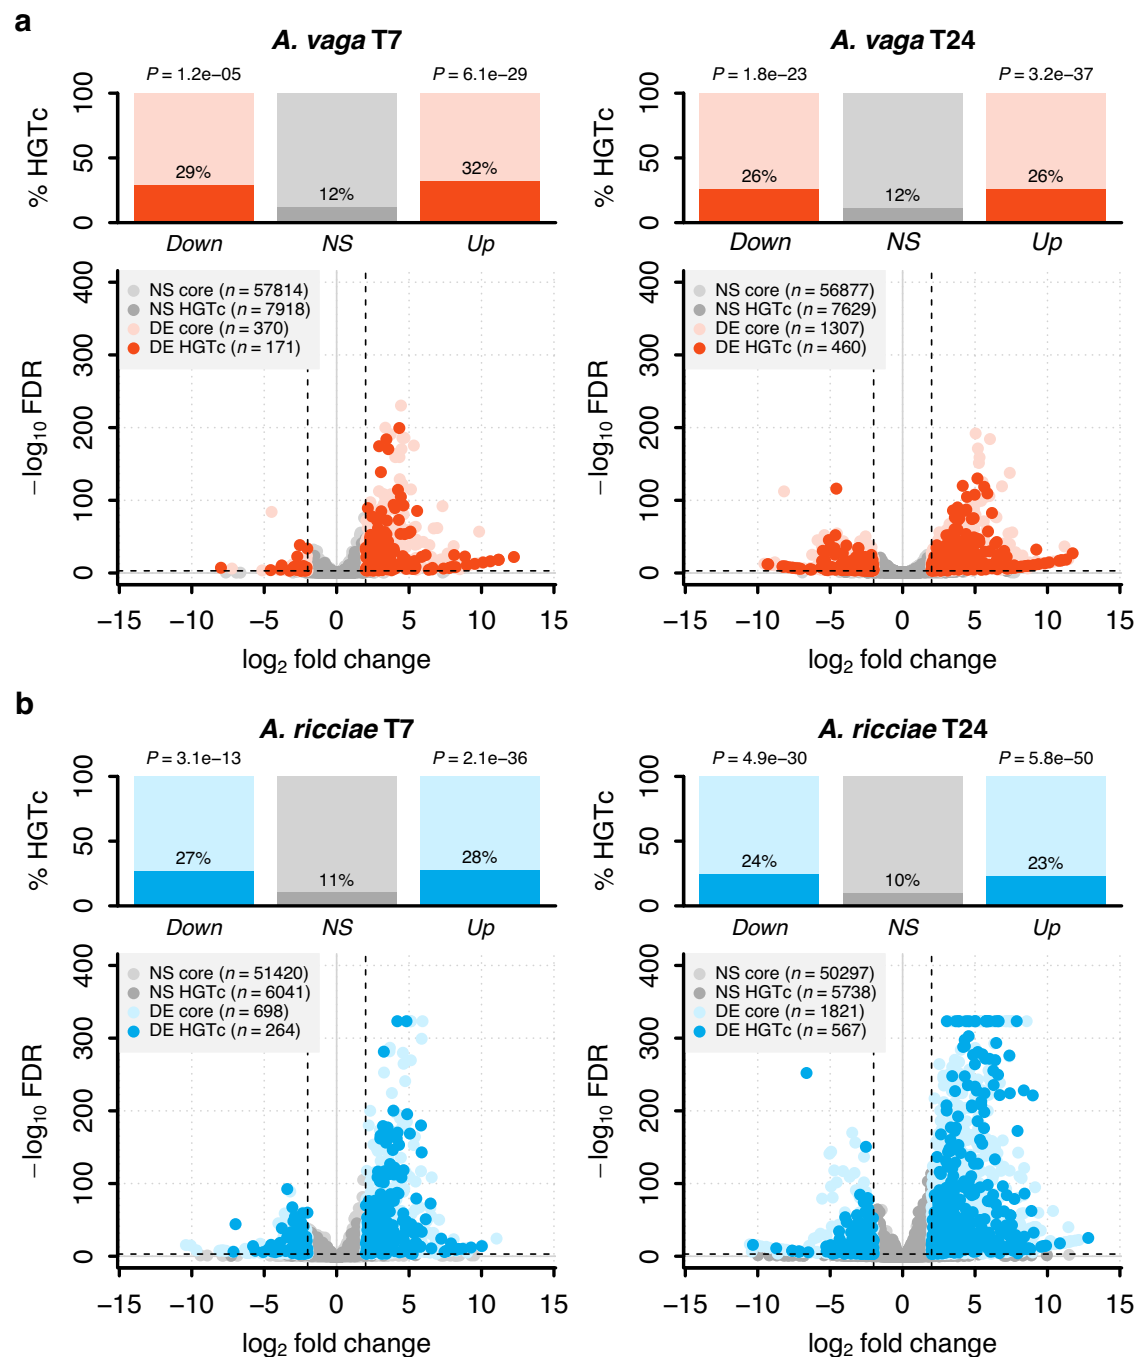 a
A. vaga T7
P = 1.2e−05
P = 6.1e−29
% HGTc
100
50
0
29%
12%
32%
Down
NS
Up
NS core (n = 57814)
NS HGTc (n = 7918)
DE core (n = 370)
DE HGTc (n = 171)
−log10 FDR
400
300
200
100
0
−15 −10 −5 0 5 10 15
log2 fold change
A. vaga T24
P = 1.8e−23
P = 3.2e−37
% HGTc
100
50
0
26%
12%
26%
Down
NS
Up
NS core (n = 56877)
NS HGTc (n = 7629)
DE core (n = 1307)
DE HGTc (n = 460)
−log10 FDR
400
300
200
100
0
−15 −10 −5 0 5 10 15
log2 fold change
b
A. ricciae T7
P = 3.1e−13
P = 2.1e−36
% HGTc
100
50
0
27%
11%
28%
Down
NS
Up
NS core (n = 51420)
NS HGTc (n = 6041)
DE core (n = 698)
DE HGTc (n = 264)
−log10 FDR
400
300
200
100
0
−15 −10 −5 0 5 10 15
log2 fold change
A. ricciae T24
P = 4.9e−30
P = 5.8e−50
% HGTc
100
50
0
24%
10%
23%
Down
NS
Up
NS core (n = 50297)
NS HGTc (n = 5738)
DE core (n = 1821)
DE HGTc (n = 567)
−log10 FDR
400
300
200
100
0
−15 −10 −5 0 5 10 15
log2 fold change